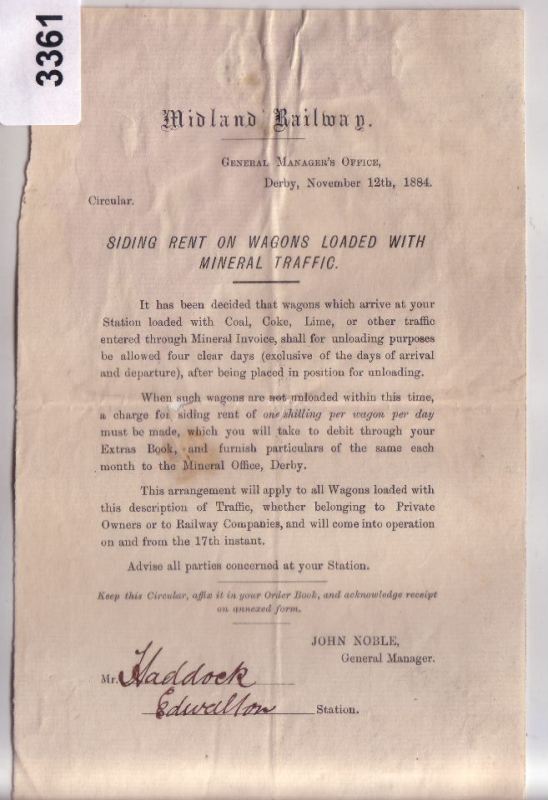 3361
Midland Railway.
GENERAL MANAGER'S OFFICE,
Derby, November 12th, 1884.
Circular.
SIDING RENT ON WAGONS LOADED WITH
MINERAL TRAFFIC.
It has been decided that wagons which arrive at your
Station loaded with Coal, Coke, Lime, or other traffic
entered through Mineral Invoice, shall for unloading purposes
be allowed four clear days (exclusive of the days of arrival
and departure), after being placed in position for unloading.
When such wagons are not unloaded within this time,
a charge for siding rent of one shilling per wagon per day
must be made, which you will take to debit through your
Extras Book, and furnish particulars of the same each
month to the Mineral Office, Derby.
This arrangement will apply to all Wagons loaded with
this description of Traffic, whether belonging to Private
Owners or to Railway Companies, and will come into operation
on and from the 17th instant.
Advise all parties concerned at your Station.
Keep this Circular, affix it in your Order Book, and acknowledge receipt
on annexed form.
JOHN NOBLE,
General Manager.
Mr. Haddock
Edwalton Station.